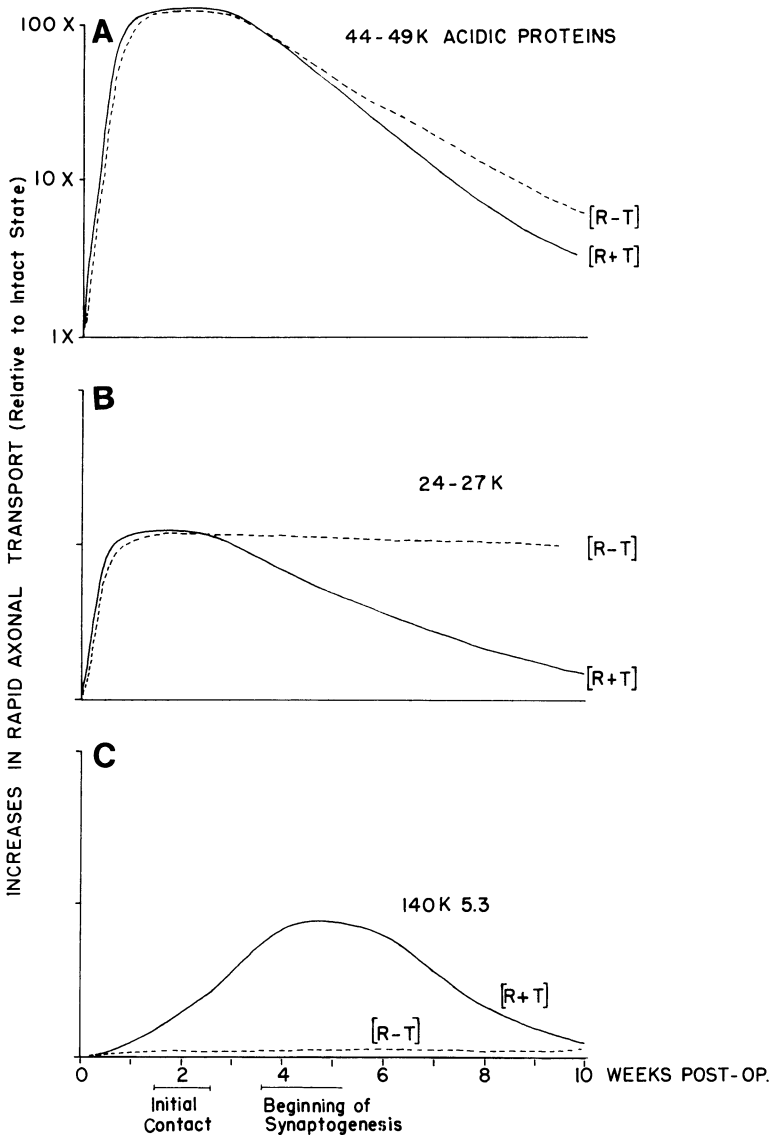 INCREASES IN RAPID AXONAL TRANSPORT (Relative to Intact State)
A
44-49K ACIDIC PROTEINS
100 X
10 X
1 X
[R-T]
[R+T]
B
24-27K
[R-T]
[R+T]
C
140K 5.3
[R+T]
[R-T]
0 2 4 6 8 10 WEEKS POST-OP.
Initial
Contact
Beginning of
Synaptogenesis